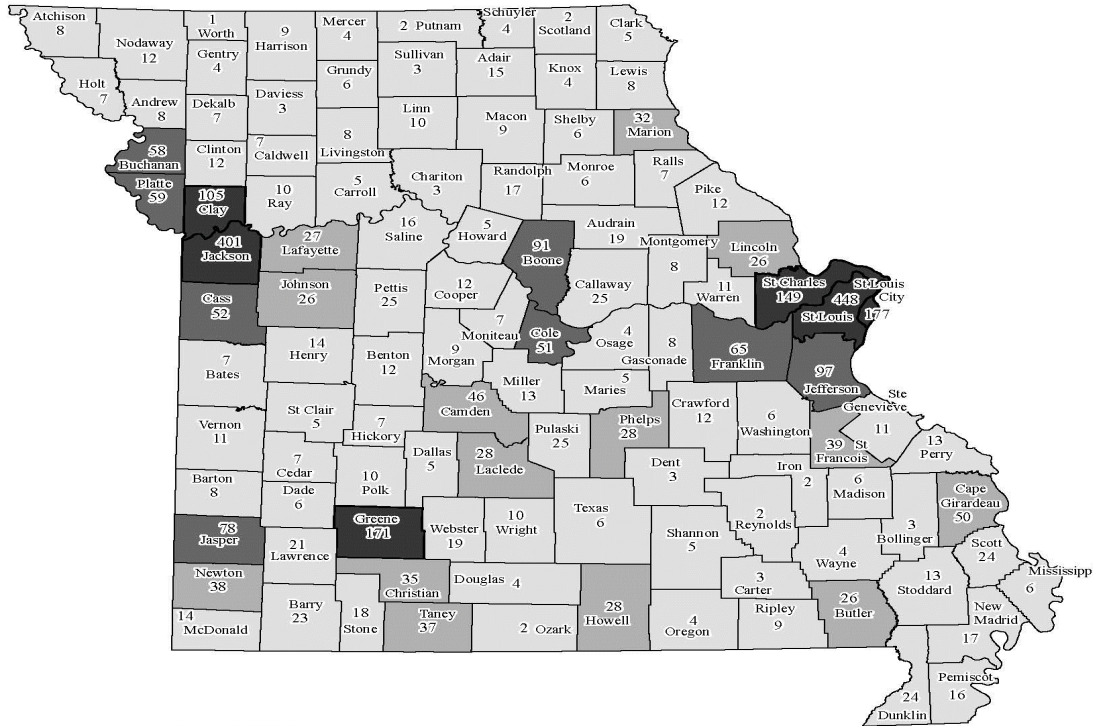 Atchison
8
Nodaway
12
1
Worth
9
Harrison
Mercer
4
2 Putnam
Schuyler
4
2
Scotland
Clark
5
Holt
7
Andrew
8
Gentry
4
Dekalb
7
Daviess
3
Grundy
6
Sullivan
3
Adair
15
Knox
4
Lewis
8
Linn
10
Macon
9
Shelby
6
32
Marion
58
Buchanan
Clinton
12
7
Caldwell
8
Livingston
Chariton
3
Randolph
17
Monroe
6
Ralls
7
Platte
59
105
Clay
10
Ray
5
Carroll
Pike
12
401
Jackson
27
Lafayette
16
Saline
5
Howard
91
Boone
Audrain
19
Montgomery
8
Lincoln
26
Cass
52
Johnson
26
Pettis
25
12
Cooper
Callaway
25
11
Warren
St Charles
149
448
St Louis
St Louis
City
177
7
Moniteau
Cole
51
4
Osage
8
Gasconade
65
Franklin
97
Jefferson
7
Bates
14
Henry
Benton
12
9
Morgan
Miller
13
5
Maries
46
Camden
Phelps
28
Crawford
12
6
Washington
Ste
Genevieve
11
39
St
Francois
13
Perry
Vernon
11
St Clair
5
7
Hickory
Dallas
5
28
Laclede
Pulaski
25
Dent
3
Iron
2
6
Madison
Cape
Girardeau
50
Barton
8
7
Cedar
Dade
6
10
Polk
78
Jasper
21
Lawrence
Greene
171
Webster
19
10
Wright
Texas
6
Shannon
5
2
Reynolds
3
Bollinger
4
Wayne
Scott
24
Mississipp
6
Newton
38
35
Christian
Douglas 4
3
Carter
13
Stoddard
14
McDonald
Barry
23
18
Stone
Taney
37
2 Ozark
28
Howell
4
Oregon
Ripley
9
26
Butler
New
Madrid
17
Pemiscot
16
24
Dunklin